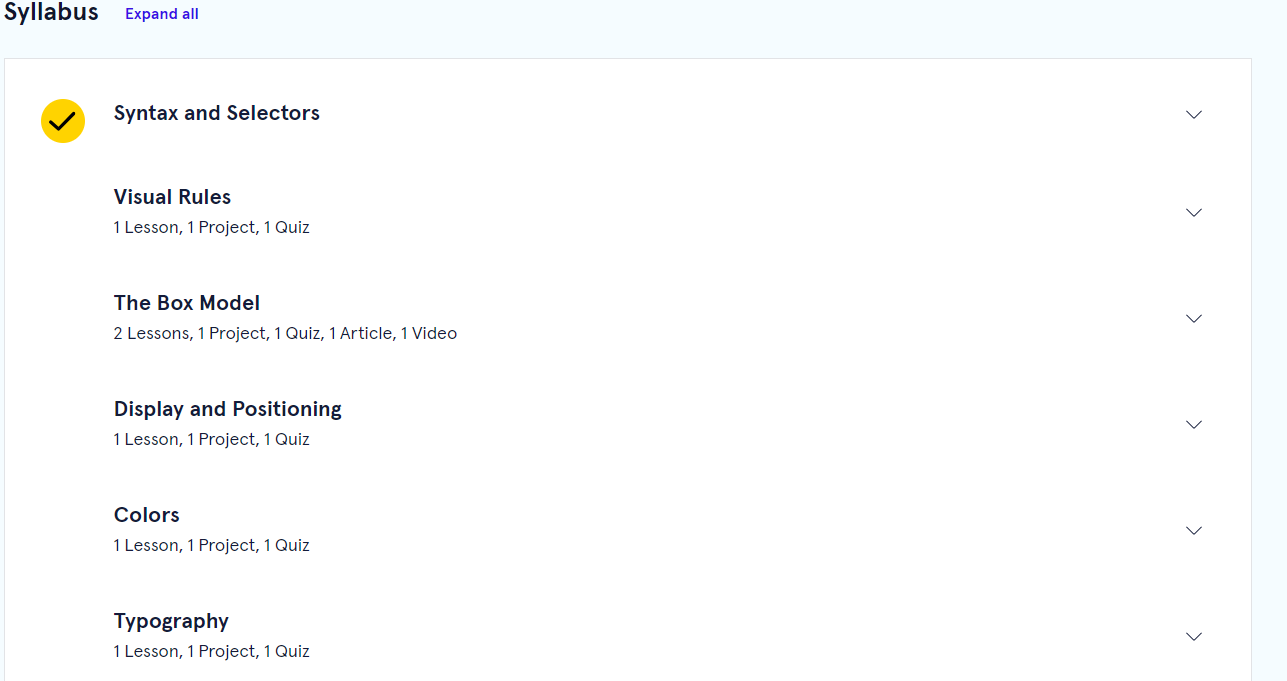 Syllabus Expand all
Syntax and Selectors
Visual Rules
1 Lesson, 1 Project, 1 Quiz
The Box Model
2 Lessons, 1 Project, 1 Quiz, 1 Article, 1 Video
Display and Positioning
1 Lesson, 1 Project, 1 Quiz
Colors
1 Lesson, 1 Project, 1 Quiz
Typography
1 Lesson, 1 Project, 1 Quiz